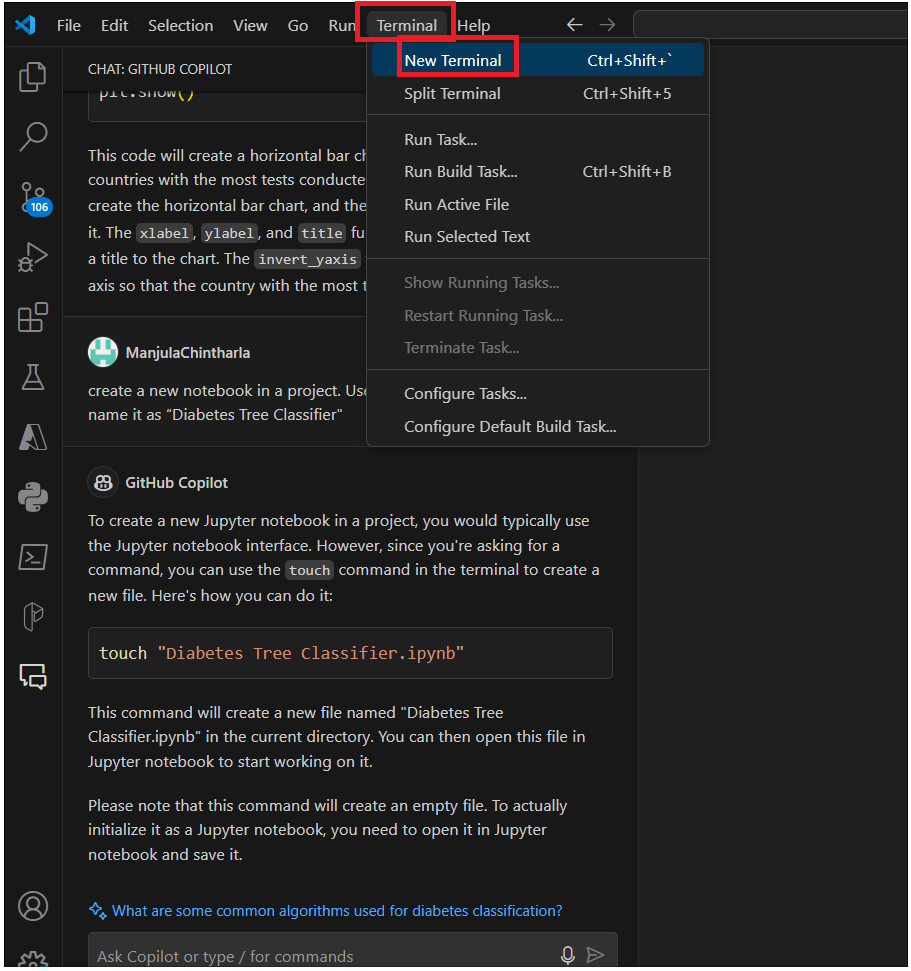 File Edit Selection View Go Run Terminal Help
New Terminal Ctrl+Shift+`
Split Terminal Ctrl+Shift+5
Run Task...
Run Build Task... Ctrl+Shift+B
Run Active File
Run Selected Text
Show Running Tasks...
Restart Running Task...
Terminate Task...
Configure Tasks...
Configure Default Build Task...
106
CHAT: GITHUB COPILOT
plt.show()
This code will create a horizontal bar
countries with the most tests conducte
create the horizontal bar chart, and the
it. The xlabel, ylabel, and title fu
a title to the chart. The invert_yaxis
axis so that the country with the most t
ManjulaChintharla
create a new notebook in a project. Use
name it as "Diabetes Tree Classifier"
GitHub Copilot
To create a new Jupyter notebook in a project, you would typically use
the Jupyter notebook interface. However, since you're asking for a
command, you can use the touch command in the terminal to create a
new file. Here's how you can do it:
touch "Diabetes Tree Classifier.ipynb"
This command will create a new file named "Diabetes Tree
Classifier.ipynb" in the current directory. You can then open this file in
Jupyter notebook to start working on it.
Please note that this command will create an empty file. To actually
initialize it as a Jupyter notebook, you need to open it in Jupyter
notebook and save it.
What are some common algorithms used for diabetes classification?
Ask Copilot or type / for commands